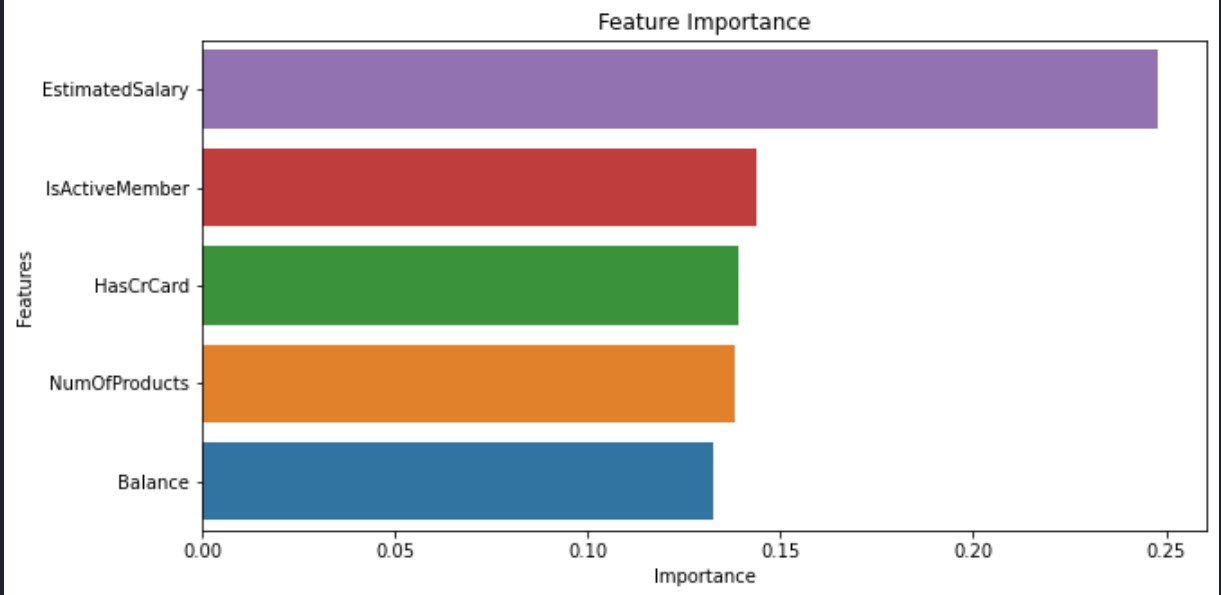 Feature Importance
EstimatedSalary
IsActiveMember
HasCrCard
NumOfProducts
Balance
Features
0.00 0.05 0.10 0.15 0.20 0.25
Importance